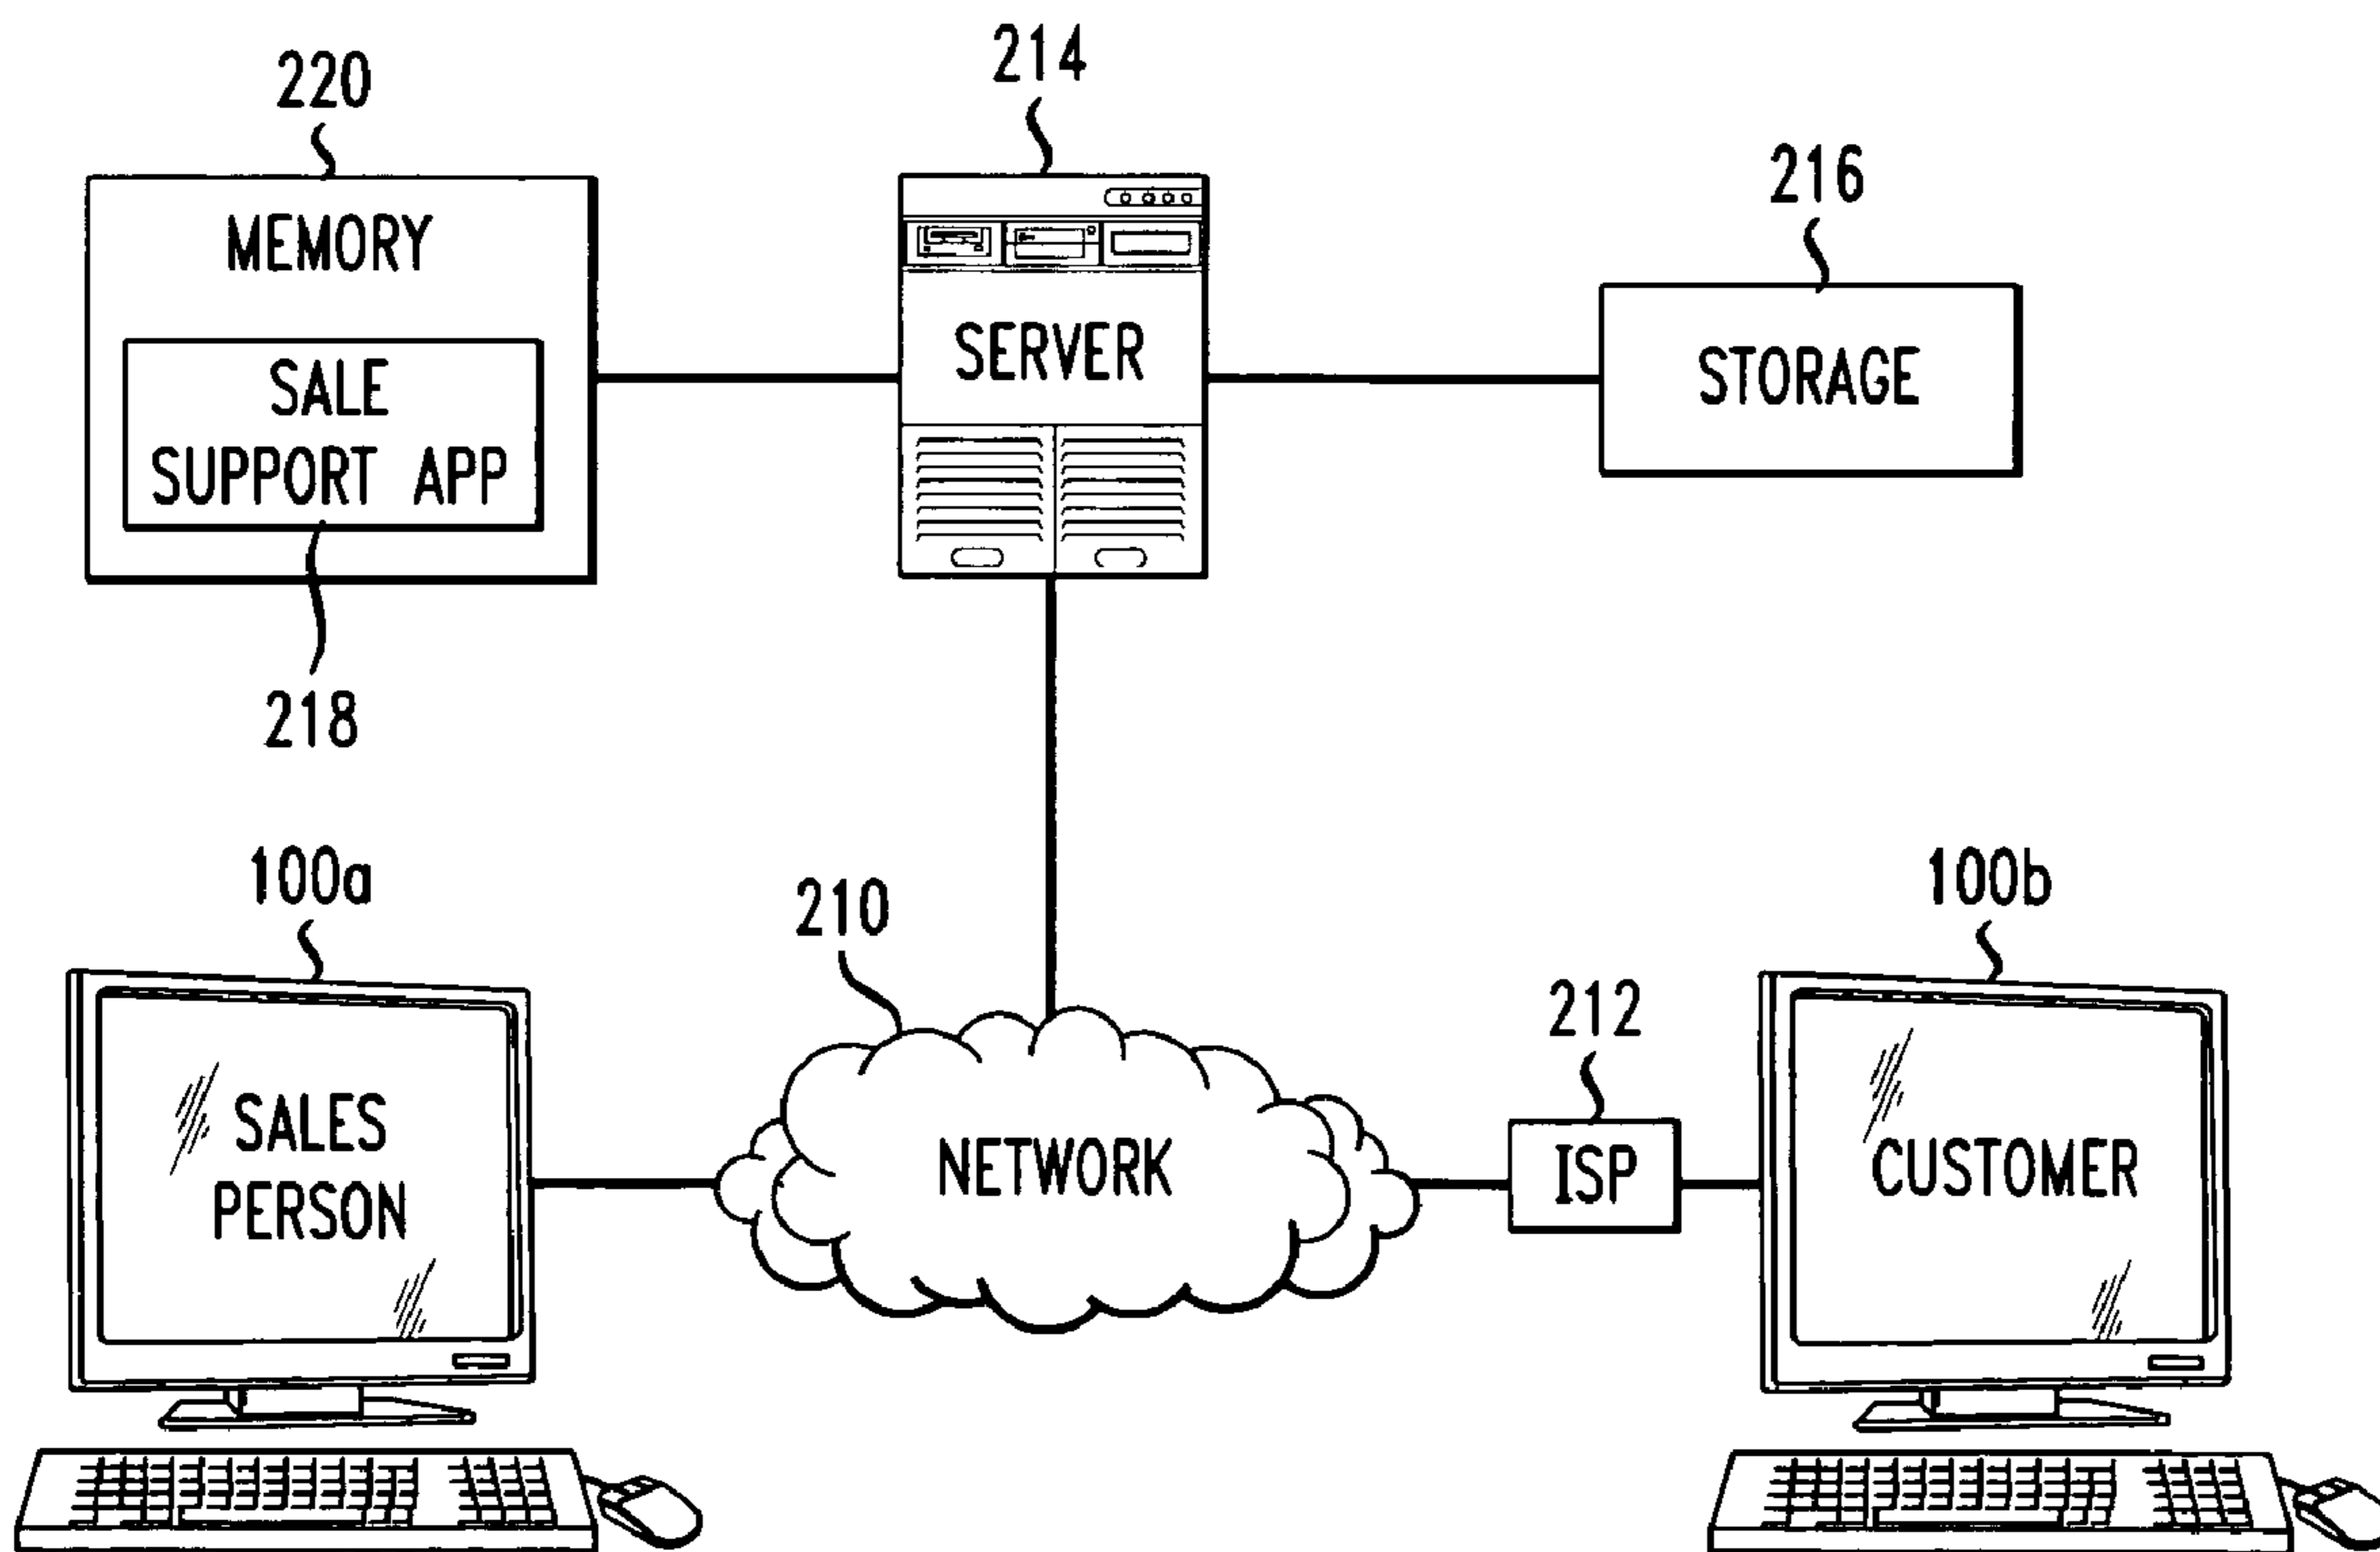 214
220
216
MEMORY
SERVER
STORAGE
SALE
SUPPORT APP
218
100a
100b
210
212
SALES
PERSON
NETWORK
ISP
CUSTOMER